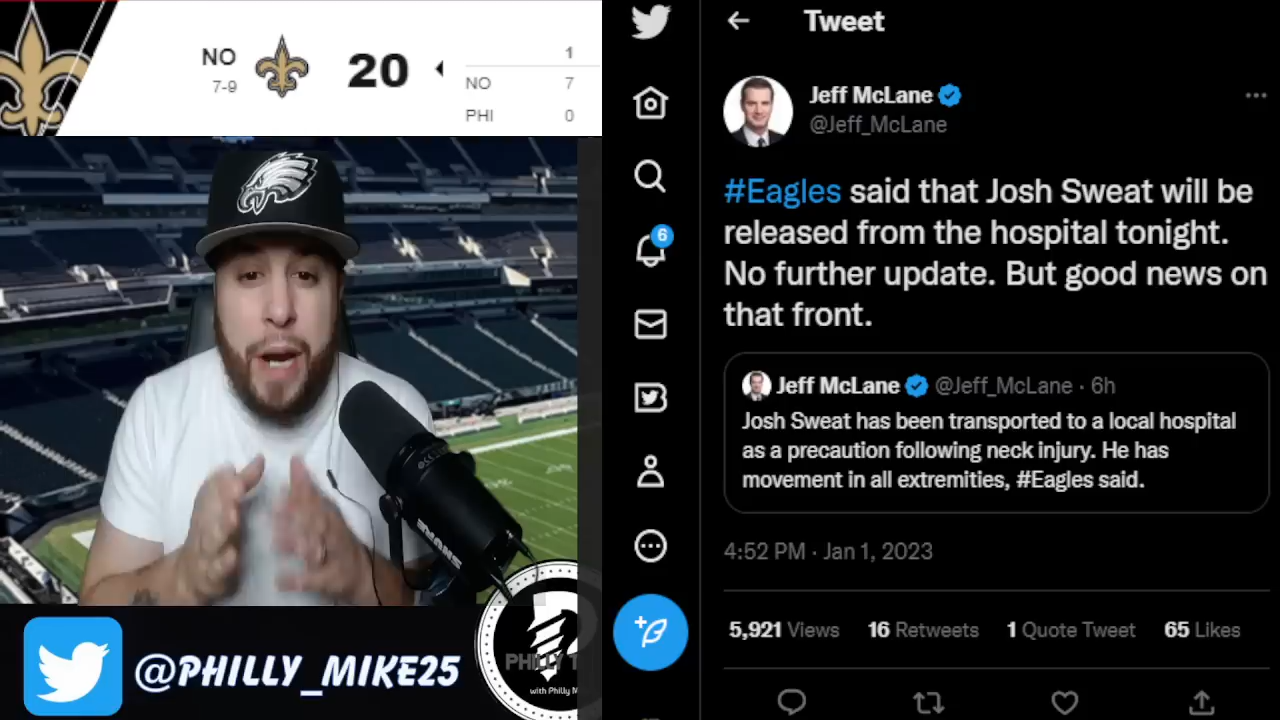 NO
7-9
20
1
NO 7
PHI 0
@PHILLY_MIKE25
PHILLY T
with Philly M
6
Tweet
Jeff McLane
@Jeff_McLane
#Eagles said that Josh Sweat will be
released from the hospital tonight.
No further update. But good news on
that front.
Jeff McLane @Jeff_McLane · 6h
Josh Sweat has been transported to a local hospital
as a precaution following neck injury. He has
movement in all extremities, #Eagles said.
4:52 PM · Jan 1, 2023
5,921 Views 16 Retweets 1 Quote Tweet 65 Likes